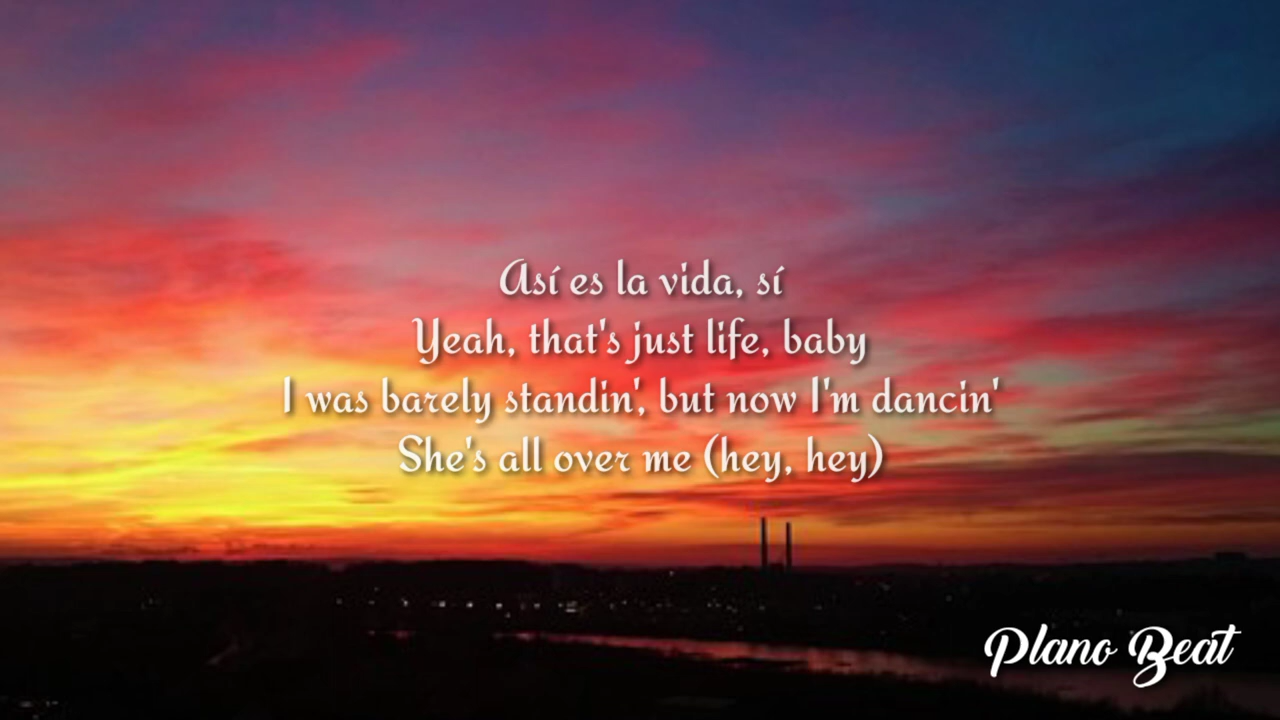 Así es la vida, sí
Yeah, that's just life, baby
I was barely standin', but now I'm dancin'
She's all over me (hey, hey)
Plano Beat